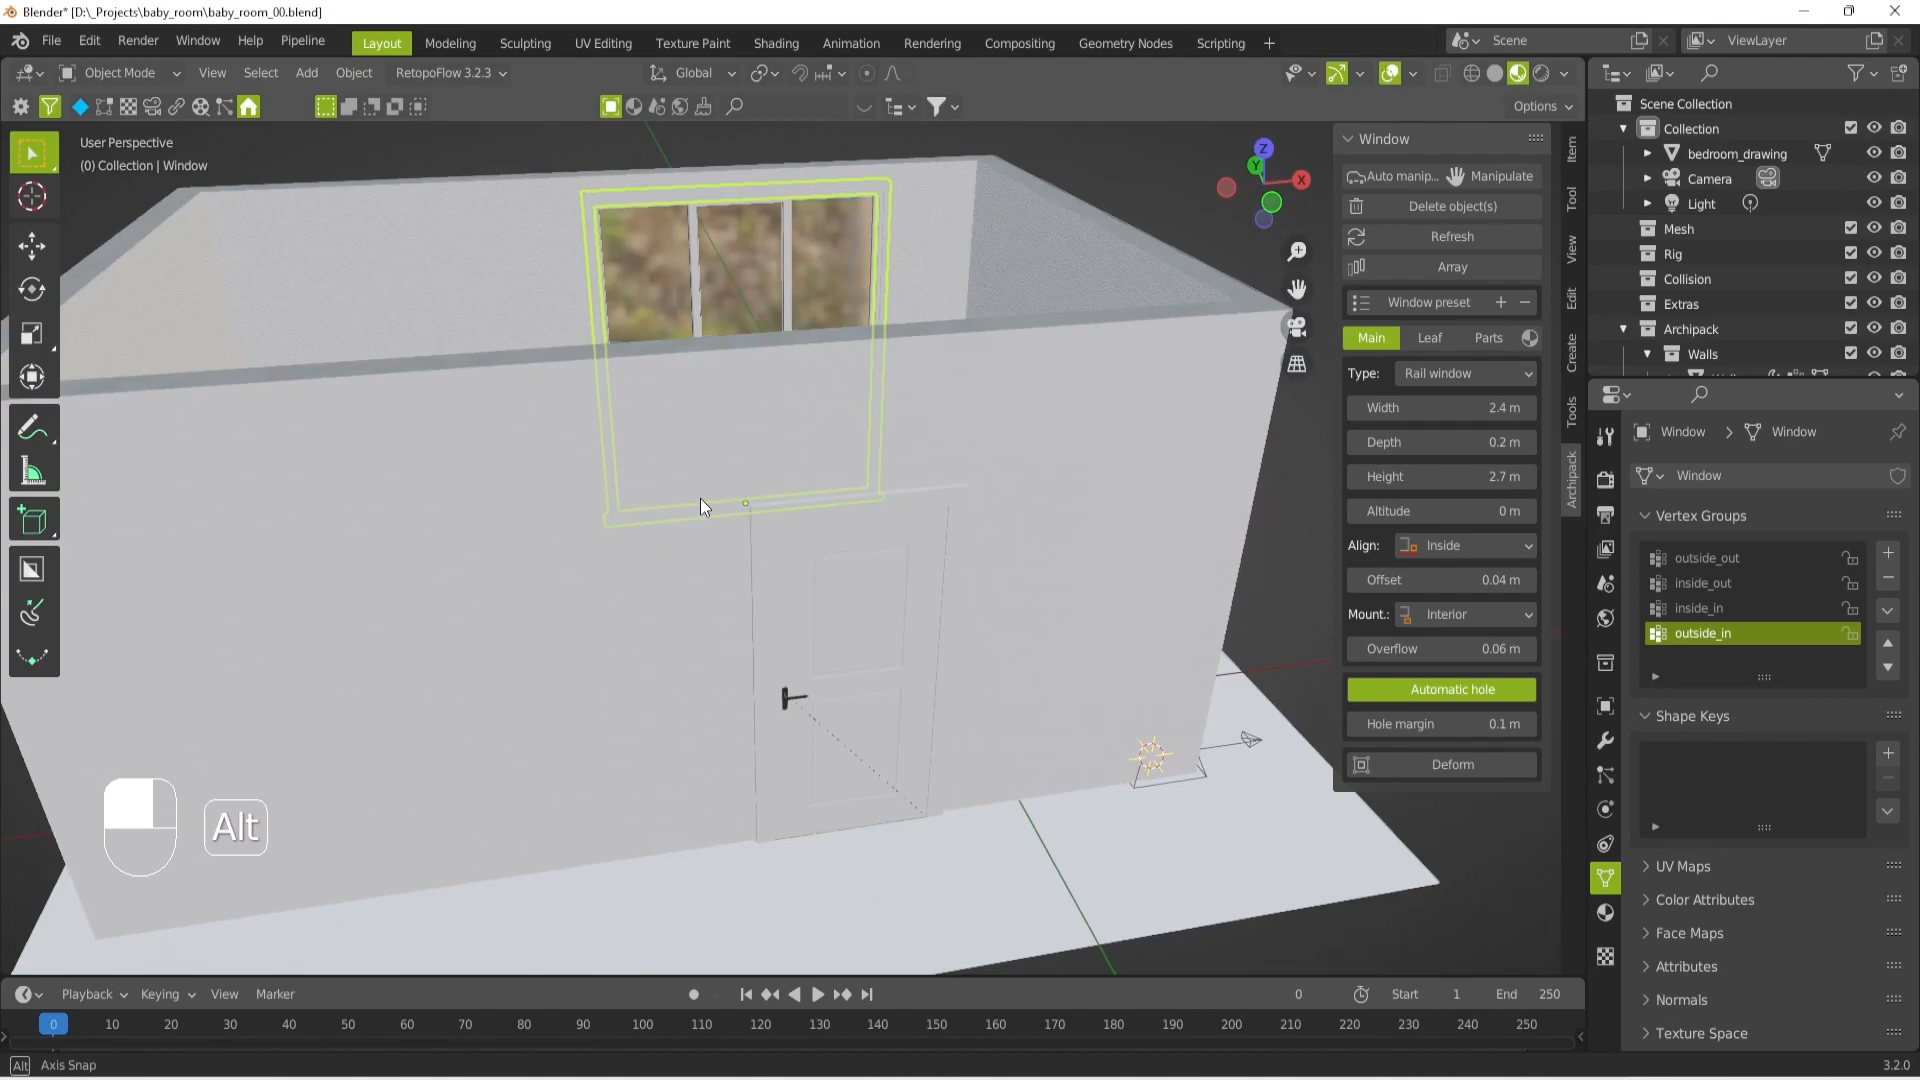 Blender* [D:\_Projects\baby_room\baby_room_00.blend]
File Edit Render Window Help Pipeline Layout Modeling Sculpting UV Editing Texture Paint Shading Animation Rendering Compositing Geometry Nodes Scripting + Scene ViewLayer
Object Mode View Select Add Object RetopoFlow 3.2.3 Global
Options
User Perspective
(0) Collection | Window
Z
Y
X
Window
Auto manip... Manipulate
Delete object(s)
Refresh
Array
Window preset + −
Main Leaf Parts
Type: Rail window
Width 2.4 m
Depth 0.2 m
Height 2.7 m
Altitude 0 m
Align: Inside
Offset 0.04 m
Mount.: Interior
Overflow 0.06 m
Automatic hole
Hole margin 0.1 m
Deform
Item
Tool
View
Edit
Create
Tools
Archipack
Scene Collection
Collection
bedroom_drawing
Camera
Light
Mesh
Rig
Collision
Extras
Archipack
Walls
Window > Window
Window
Vertex Groups
outside_out
inside_out
inside_in
outside_in
Shape Keys
UV Maps
Color Attributes
Face Maps
Attributes
Normals
Texture Space
Alt
Playback Keying View Marker 0 Start 1 End 250
0 10 20 30 40 50 60 70 80 90 100 110 120 130 140 150 160 170 180 190 200 210 220 230 240 250
Alt Axis Snap 3.2.0